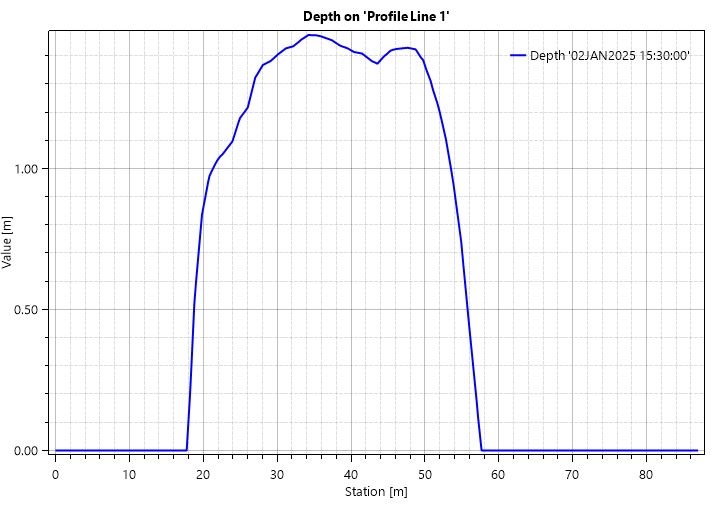 Depth on 'Profile Line 1'
Depth '02JAN2025 15:30:00'
1.00
0.50
0.00
Value [m]
0 10 20 30 40 50 60 70 80
Station [m]